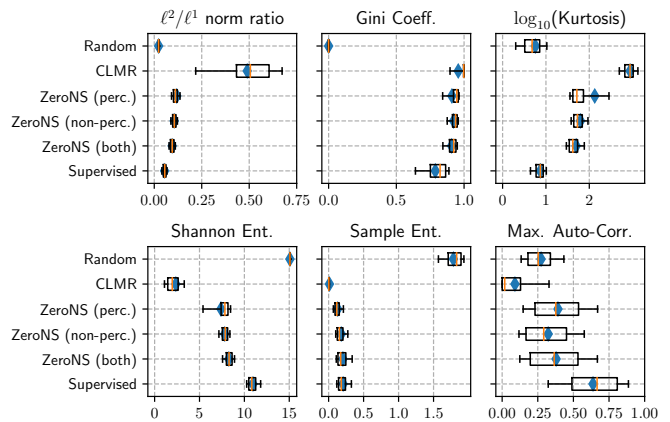 ℓ²/ℓ¹ norm ratio
Gini Coeff.
log₁₀(Kurtosis)
Random
CLMR
ZeroNS (perc.)
ZeroNS (non-perc.)
ZeroNS (both)
Supervised
0.00 0.25 0.50 0.75
0.0 0.5 1.0
0 1 2
Shannon Ent.
Sample Ent.
Max. Auto-Corr.
Random
CLMR
ZeroNS (perc.)
ZeroNS (non-perc.)
ZeroNS (both)
Supervised
0 5 10 15
0.0 0.5 1.0 1.5
0.00 0.25 0.50 0.75 1.00